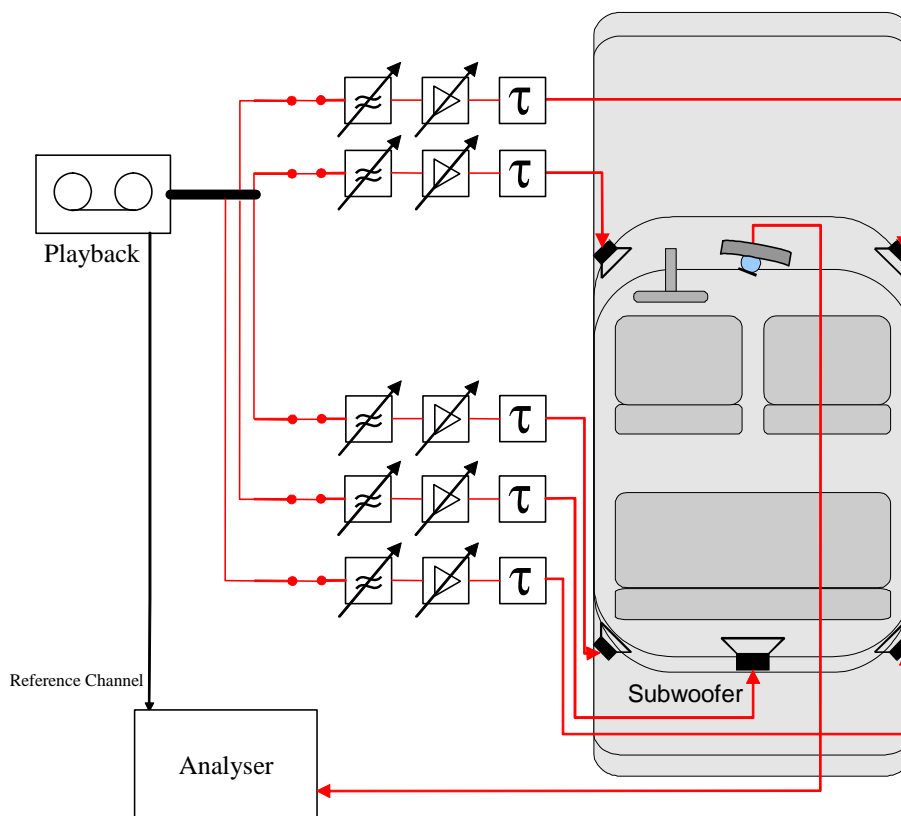 τ
τ
Playback
τ
τ
τ
Reference Channel
Subwoofer
Analyser